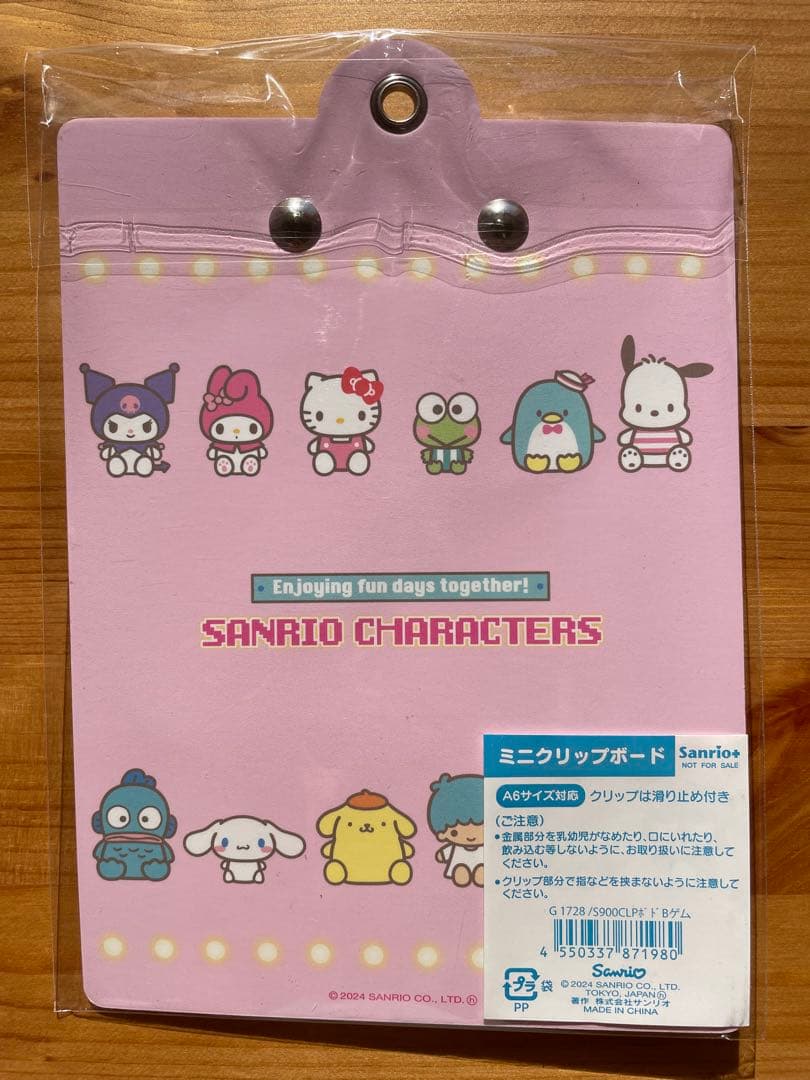 Enjoying fun days together!
SANRIO CHARACTERS
ミニクリップボード
Sanrio+
NOT FOR SALE
A6サイズ対応 クリップは滑り止め付き
(ご注意)
●金属部分を乳幼児がなめたり、口にいれたり、
飲み込む等しないように、お取り扱いに注意して
ください。
●クリップ部分で指などを挟まないように注意して
ください。
G 1728 /S900CLPボード Bゲム
4 550337 871980
プラ 袋
PP
Sanrio
© 2024 SANRIO CO., LTD.
TOKYO, JAPAN ⓗ
著作 株式会社サンリオ
MADE IN CHINA
© 2024 SANRIO CO., LTD. ⓗ